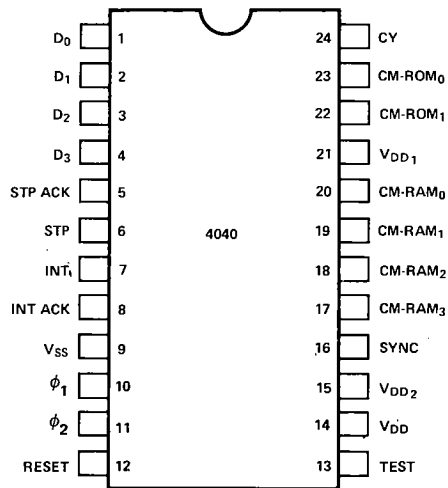 D₀ 1 24 CY
D₁ 2 23 CM-ROM₀
D₂ 3 22 CM-ROM₁
D₃ 4 21 VDD₁
STP ACK 5 20 CM-RAM₀
STP 6 4040 19 CM-RAM₁
INT 7 18 CM-RAM₂
INT ACK 8 17 CM-RAM₃
VSS 9 16 SYNC
ϕ₁ 10 15 VDD₂
ϕ₂ 11 14 VDD
RESET 12 13 TEST